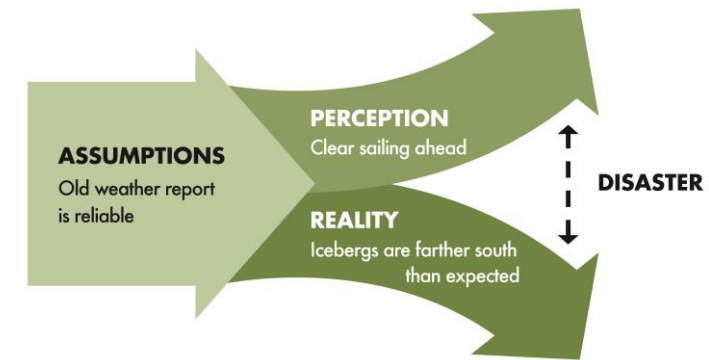 ASSUMPTIONS
Old weather report
is reliable
PERCEPTION
Clear sailing ahead
REALITY
Icebergs are farther south
than expected
DISASTER